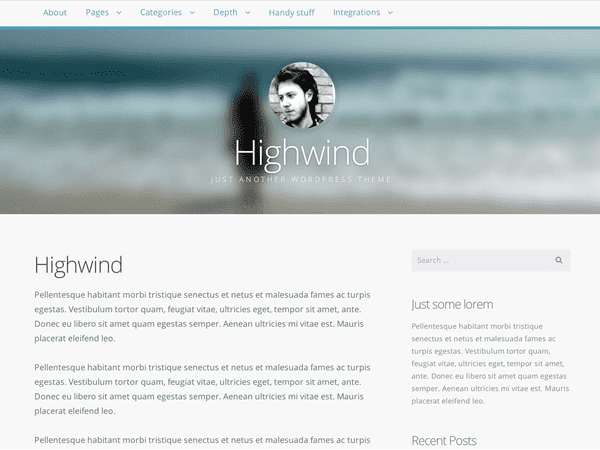 About Pages Categories Depth Handy stuff Integrations
Highwind
JUST ANOTHER WORDPRESS THEME
Highwind
Pellentesque habitant morbi tristique senectus et netus et malesuada fames ac turpis
egestas. Vestibulum tortor quam, feugiat vitae, ultricies eget, tempor sit amet, ante.
Donec eu libero sit amet quam egestas semper. Aenean ultricies mi vitae est. Mauris
placerat eleifend leo.
Pellentesque habitant morbi tristique senectus et netus et malesuada fames ac turpis
egestas. Vestibulum tortor quam, feugiat vitae, ultricies eget, tempor sit amet, ante.
Donec eu libero sit amet quam egestas semper. Aenean ultricies mi vitae est. Mauris
placerat eleifend leo.
Pellentesque habitant morbi tristique senectus et netus et malesuada fames ac turpis
Search ...
Just some lorem
Pellentesque habitant morbi tristique
senectus et netus et malesuada fames ac
turpis egestas. Vestibulum tortor quam,
feugiat vitae, ultricies eget, tempor sit amet,
ante. Donec eu libero sit amet quam egestas
semper. Aenean ultricies mi vitae est. Mauris
placerat eleifend leo.
Recent Posts